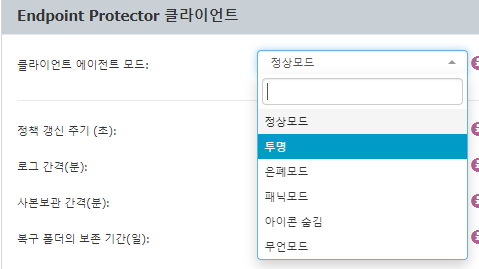 Endpoint Protector 클라이언트
클라이언트 에이전트 모드:
정상모드
정상모드
투명
은폐모드
패닉모드
아이콘 숨김
무언모드
정책 갱신 주기 (초):
로그 간격(분):
사본보관 간격(분):
복구 폴더의 보존 기간(일):